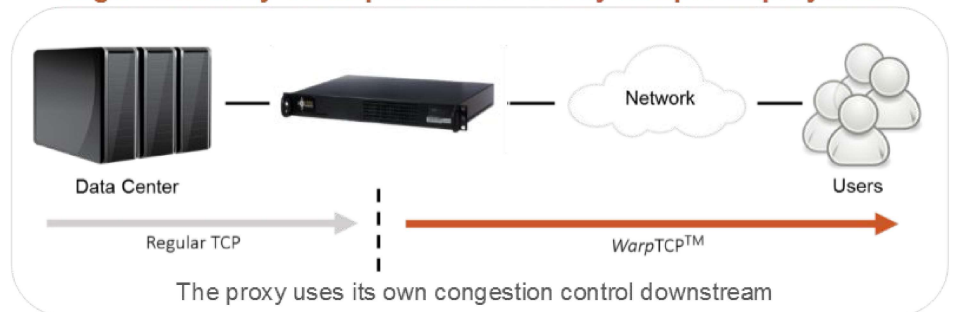 Network
Data Center
Users
Regular TCP
WarpTCP™
The proxy uses its own congestion control downstream